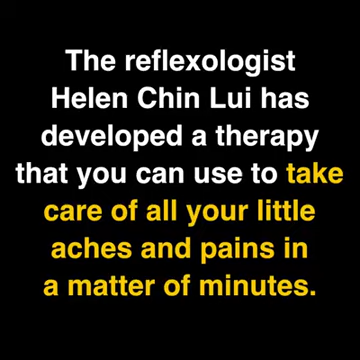 The reflexologist
Helen Chin Lui has
developed a therapy
that you can use to take
care of all your little
aches and pains in
a matter of minutes.